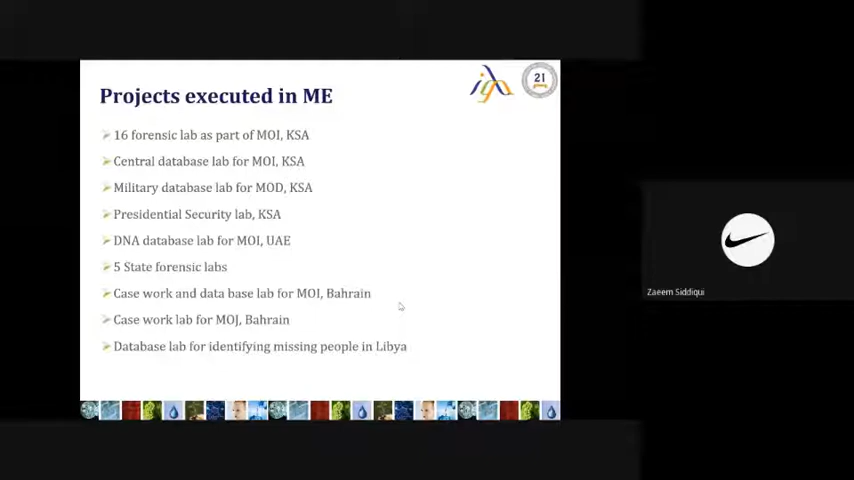 Projects executed in ME
21
16 forensic lab as part of MOI, KSA
Central database lab for MOI, KSA
Military database lab for MOD, KSA
Presidential Security lab, KSA
DNA database lab for MOI, UAE
5 State forensic labs
Case work and data base lab for MOI, Bahrain
Case work lab for MOJ, Bahrain
Database lab for identifying missing people in Libya
Zaeem Siddiqui